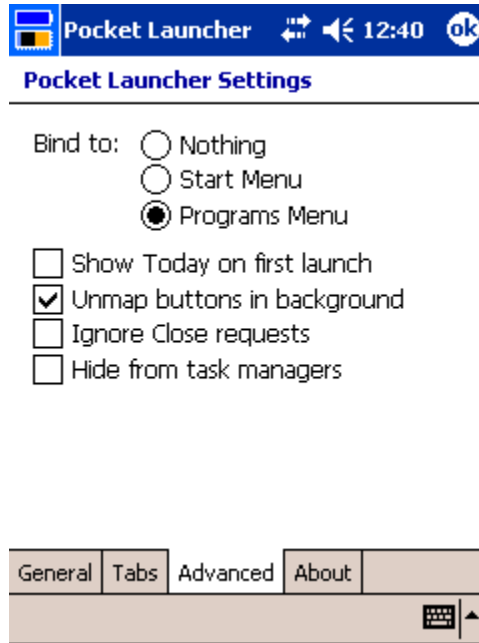 Pocket Launcher 12:40 ok
Pocket Launcher Settings
Bind to: Nothing
Start Menu
Programs Menu
Show Today on first launch
Unmap buttons in background
Ignore Close requests
Hide from task managers
General Tabs Advanced About